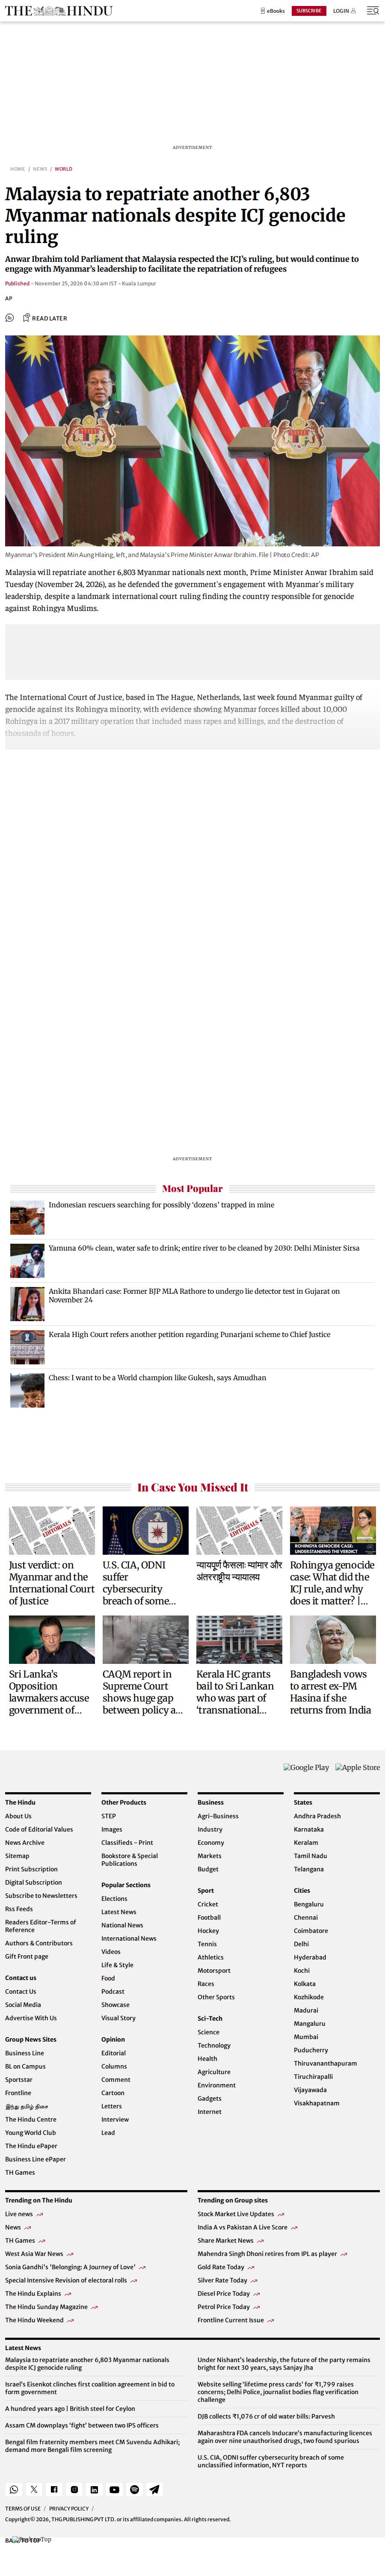 THE HINDU
eBooks
SUBSCRIBE
LOGIN
ADVERTISEMENT
HOME / NEWS / WORLD
Malaysia to repatriate another 6,803
Myanmar nationals despite ICJ genocide
ruling
Anwar Ibrahim told Parliament that Malaysia respected the ICJ’s ruling, but would continue to
engage with Myanmar’s leadership to facilitate the repatriation of refugees
Published - November 25, 2026 04:30 am IST - Kuala Lumpur
AP
READ LATER
Myanmar’s President Min Aung Hlaing, left, and Malaysia’s Prime Minister Anwar Ibrahim. File | Photo Credit: AP
Malaysia will repatriate another 6,803 Myanmar nationals next month, Prime Minister Anwar Ibrahim said
Tuesday (November 24, 2026), as he defended the government’s engagement with Myanmar’s military
leadership, despite a landmark international court ruling finding the country responsible for genocide
against Rohingya Muslims.
The International Court of Justice, based in The Hague, Netherlands, last week found Myanmar guilty of
genocide against its Rohingya minority, with evidence showing Myanmar forces killed about 10,000
Rohingya in a 2017 military operation that included mass rapes and killings, and the destruction of
thousands of homes.
ADVERTISEMENT
Most Popular
Indonesian rescuers searching for possibly ‘dozens’ trapped in mine
Yamuna 60% clean, water safe to drink; entire river to be cleaned by 2030: Delhi Minister Sirsa
Ankita Bhandari case: Former BJP MLA Rathore to undergo lie detector test in Gujarat on
November 24
Kerala High Court refers another petition regarding Punarjani scheme to Chief Justice
Chess: I want to be a World champion like Gukesh, says Amudhan
In Case You Missed It
EDITORIALS
EDITORIALS
ROHINGYA GENOCIDE CASE:
UNDERSTANDING THE VERDICT
Just verdict: on
Myanmar and the
International Court
of Justice
U.S. CIA, ODNI
suffer
cybersecurity
breach of some...
न्यायपूर्ण फैसलाः म्यांमार और
अंतरराष्ट्रीय न्यायालय
Rohingya genocide
case: What did the
ICJ rule, and why
does it matter? |...
Sri Lanka’s
Opposition
lawmakers accuse
government of...
CAQM report in
Supreme Court
shows huge gap
between policy a...
Kerala HC grants
bail to Sri Lankan
who was part of
‘transnational...
Bangladesh vows
to arrest ex-PM
Hasina if she
returns from India
Google Play
Apple Store
The Hindu
About Us
Code of Editorial Values
News Archive
Sitemap
Print Subscription
Digital Subscription
Subscribe to Newsletters
Rss Feeds
Readers Editor-Terms of
Reference
Authors & Contributors
Gift Front page
Contact us
Contact Us
Social Media
Advertise With Us
Group News Sites
Business Line
BL on Campus
Sportstar
Frontline
இந்து தமிழ் திசை
The Hindu Centre
Young World Club
The Hindu ePaper
Business Line ePaper
TH Games
Other Products
STEP
Images
Classifieds - Print
Bookstore & Special
Publications
Popular Sections
Elections
Latest News
National News
International News
Videos
Life & Style
Food
Podcast
Showcase
Visual Story
Opinion
Editorial
Columns
Comment
Cartoon
Letters
Interview
Lead
Business
Agri-Business
Industry
Economy
Markets
Budget
Sport
Cricket
Football
Hockey
Tennis
Athletics
Motorsport
Races
Other Sports
Sci-Tech
Science
Technology
Health
Agriculture
Environment
Gadgets
Internet
States
Andhra Pradesh
Karnataka
Keralam
Tamil Nadu
Telangana
Cities
Bengaluru
Chennai
Coimbatore
Delhi
Hyderabad
Kochi
Kolkata
Kozhikode
Madurai
Mangaluru
Mumbai
Puducherry
Thiruvananthapuram
Tiruchirapalli
Vijayawada
Visakhapatnam
Trending on The Hindu
Live news
News
TH Games
West Asia War News
Sonia Gandhi's 'Belonging: A Journey of Love'
Special Intensive Revision of electoral rolls
The Hindu Explains
The Hindu Sunday Magazine
The Hindu Weekend
Trending on Group sites
Stock Market Live Updates
India A vs Pakistan A Live Score
Share Market News
Mahendra Singh Dhoni retires from IPL as player
Gold Rate Today
Silver Rate Today
Diesel Price Today
Petrol Price Today
Frontline Current Issue
Latest News
Malaysia to repatriate another 6,803 Myanmar nationals
despite ICJ genocide ruling
Israel’s Eisenkot clinches first coalition agreement in bid to
form government
A hundred years ago | British steel for Ceylon
Assam CM downplays ‘fight’ between two IPS officers
Bengal film fraternity members meet CM Suvendu Adhikari;
demand more Bengali film screening
Under Nishant’s leadership, the future of the party remains
bright for next 30 years, says Sanjay Jha
Website selling ‘lifetime press cards’ for ₹1,799 raises
concerns; Delhi Police, journalist bodies flag verification
challenge
DJB collects ₹1,076 cr of old water bills: Parvesh
Maharashtra FDA cancels Inducare’s manufacturing licences
again over nine unauthorised drugs, two found spurious
U.S. CIA, ODNI suffer cybersecurity breach of some
unclassified information, NYT reports
TERMS OF USE / PRIVACY POLICY /
Copyright© 2026, THG PUBLISHING PVT LTD. or its affiliated companies. All rights reserved.
BACK TO TOP